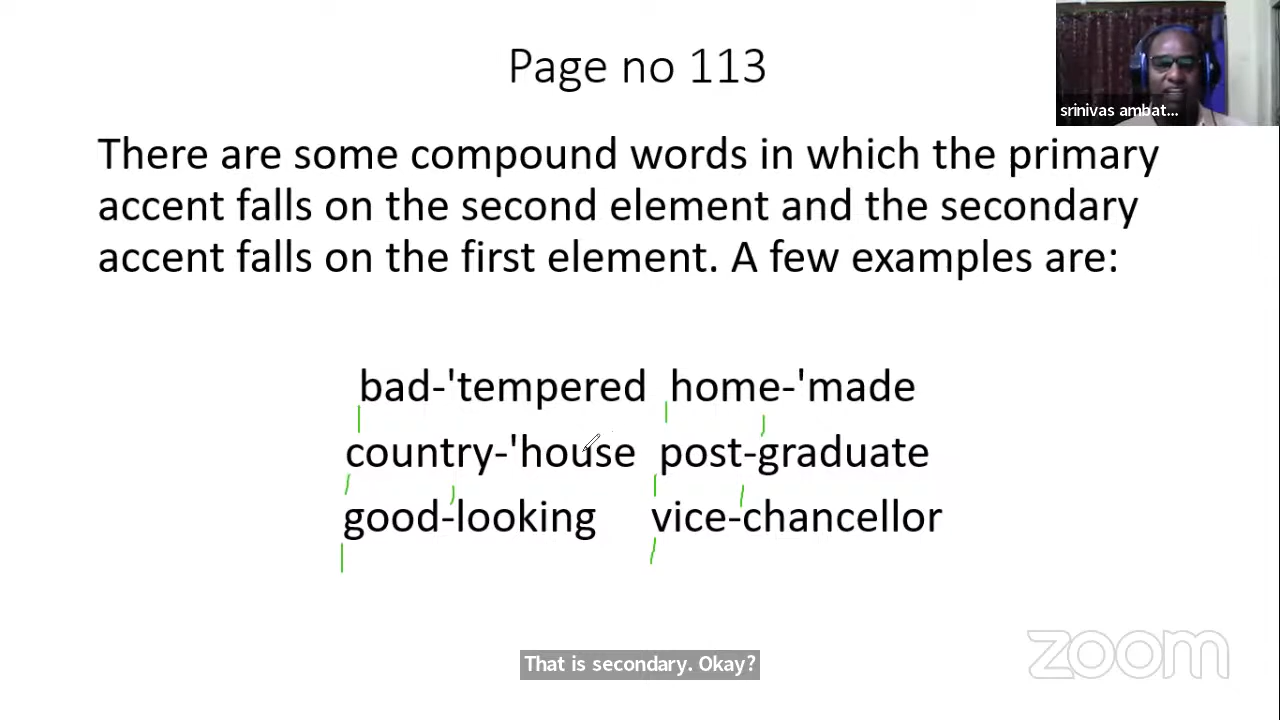 Page no 113
srinivas ambat...
There are some compound words in which the primary
accent falls on the second element and the secondary
accent falls on the first element. A few examples are:
bad-'tempered home-'made
country-'house post-graduate
good-looking vice-chancellor
That is secondary. Okay?
zoom